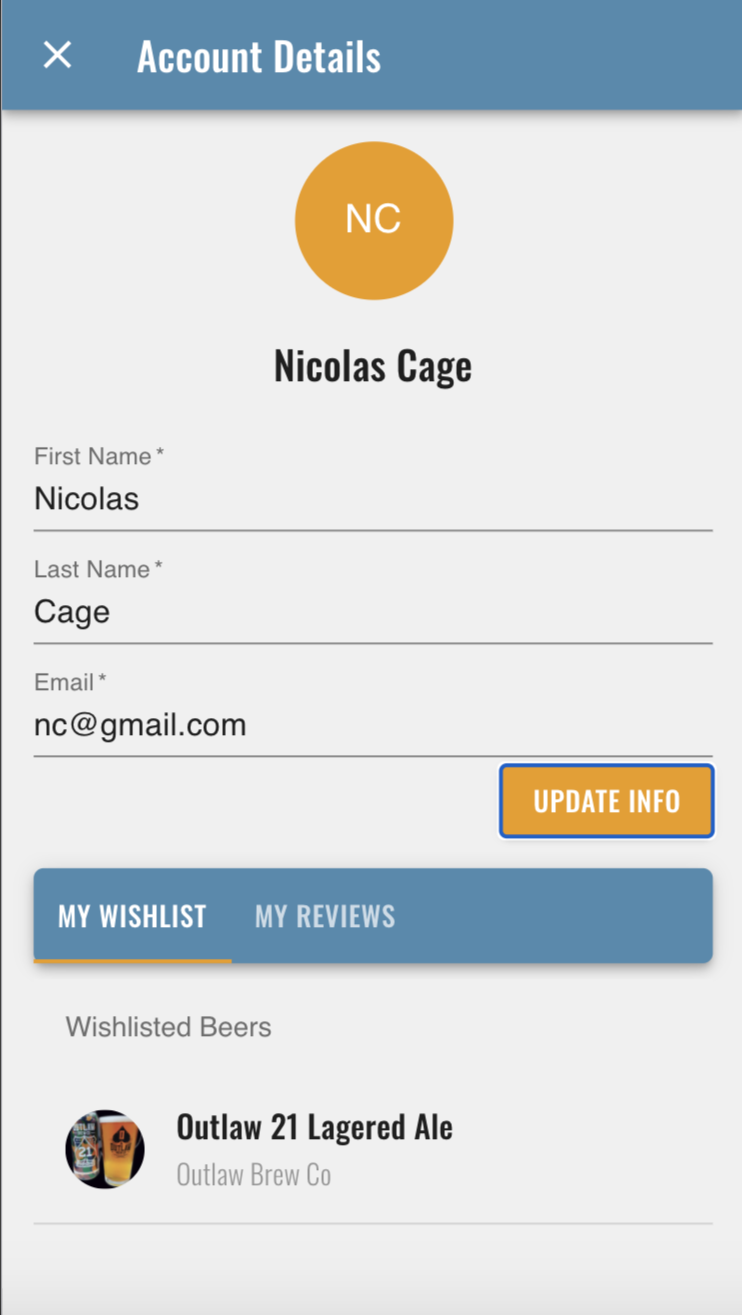 Account Details
NC
Nicolas Cage
First Name *
Nicolas
Last Name *
Cage
Email *
nc@gmail.com
UPDATE INFO
MY WISHLIST MY REVIEWS
Wishlisted Beers
Outlaw 21 Lagered Ale
21
Outlaw Brew Co